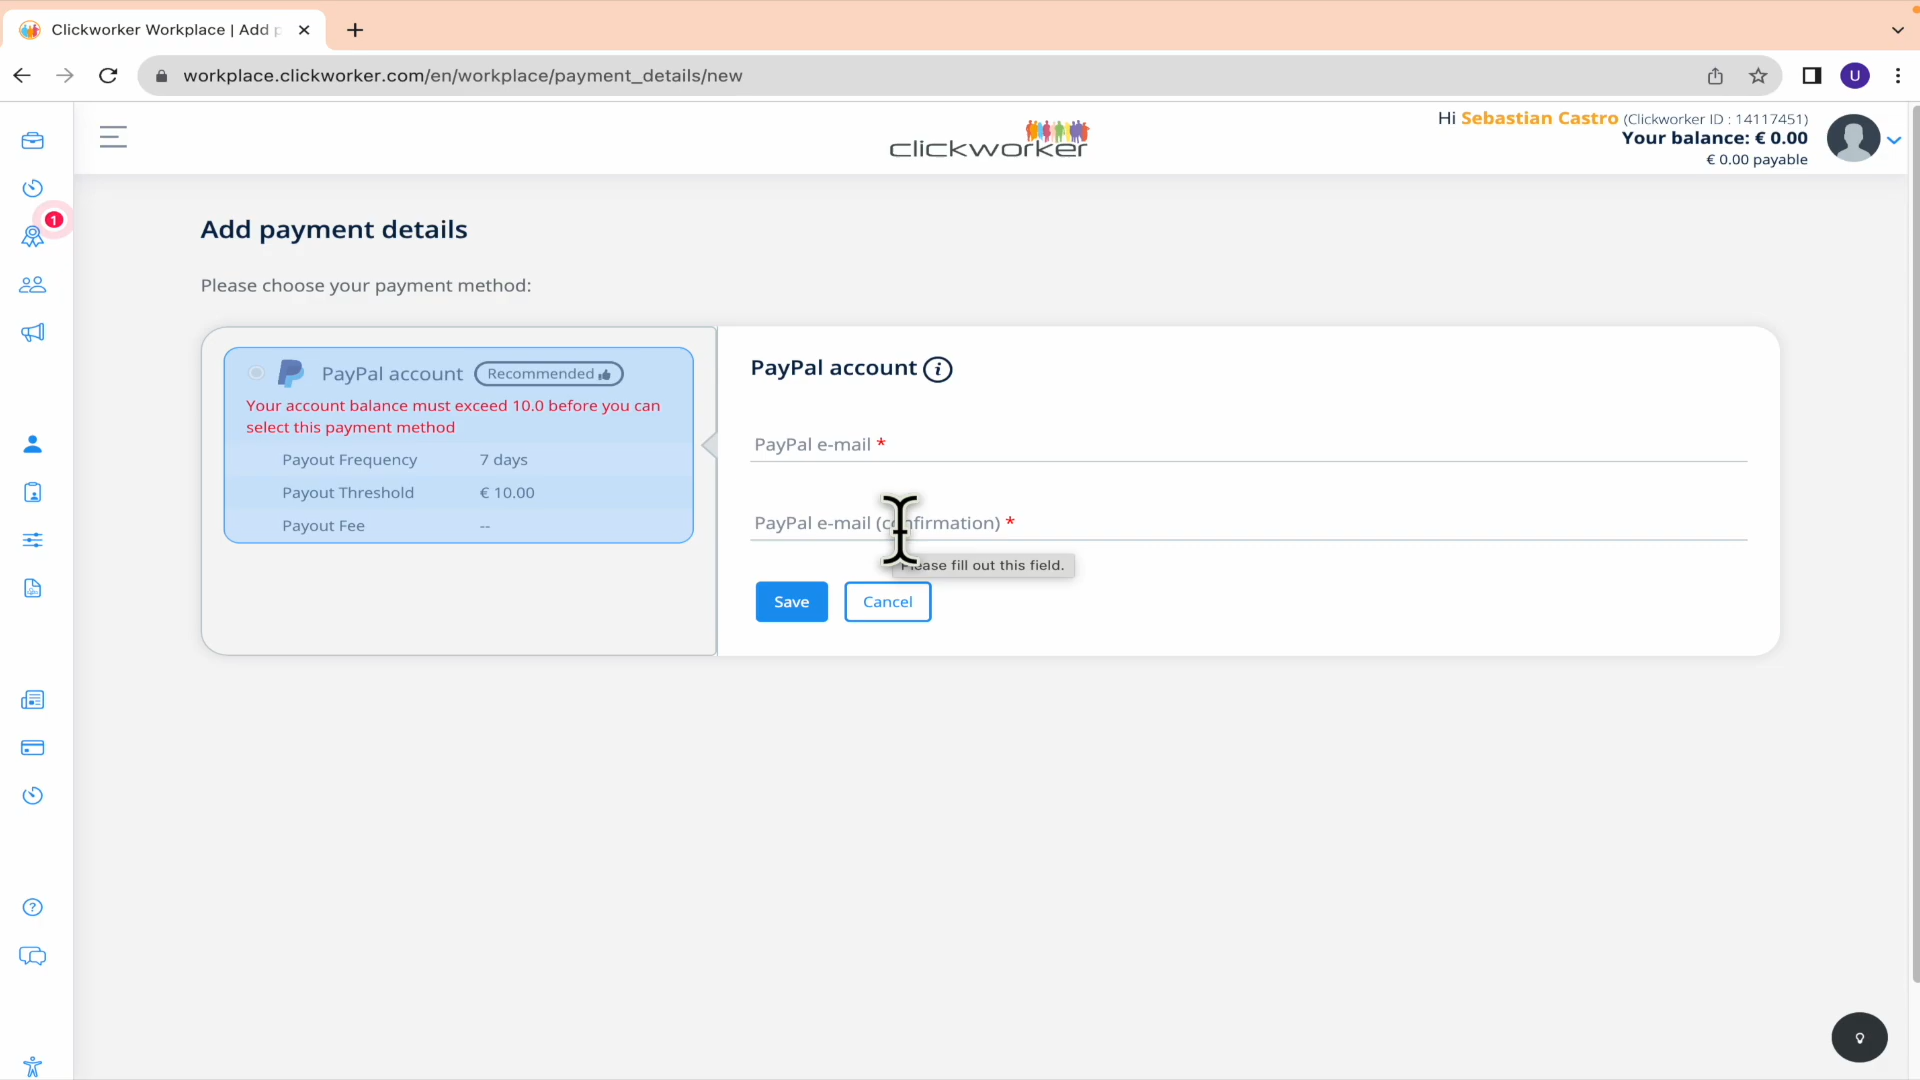 Clickworker Workplace | Add p
workplace.clickworker.com/en/workplace/payment_details/new
U
clickworker
Hi Sebastian Castro (Clickworker ID : 14117451)
Your balance: € 0.00
€ 0.00 payable
1
Add payment details
Please choose your payment method:
PayPal account Recommended
Your account balance must exceed 10.0 before you can
select this payment method
Payout Frequency 7 days
Payout Threshold € 10.00
Payout Fee --
PayPal account i
PayPal e-mail *
PayPal e-mail (confirmation) *
Please fill out this field.
Save Cancel